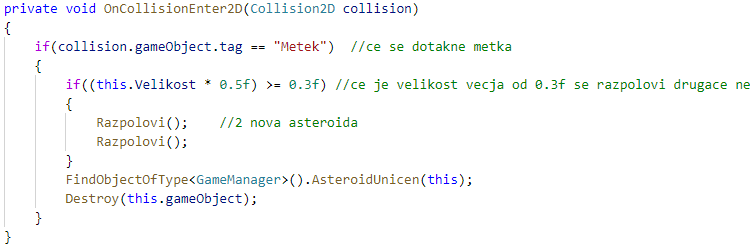 private void OnCollisionEnter2D(Collision2D collision)
{
    if(collision.gameObject.tag == "Metek")  //ce se dotakne metka
    {
        if((this.Velikost * 0.5f) >= 0.3f) //ce je velikost vecja od 0.3f se razpolovi drugace ne
        {
            Razpolovi();    //2 nova asteroida
            Razpolovi();
        }
        FindObjectOfType<GameManager>().AsteroidUnicen(this);
        Destroy(this.gameObject);
    }
}